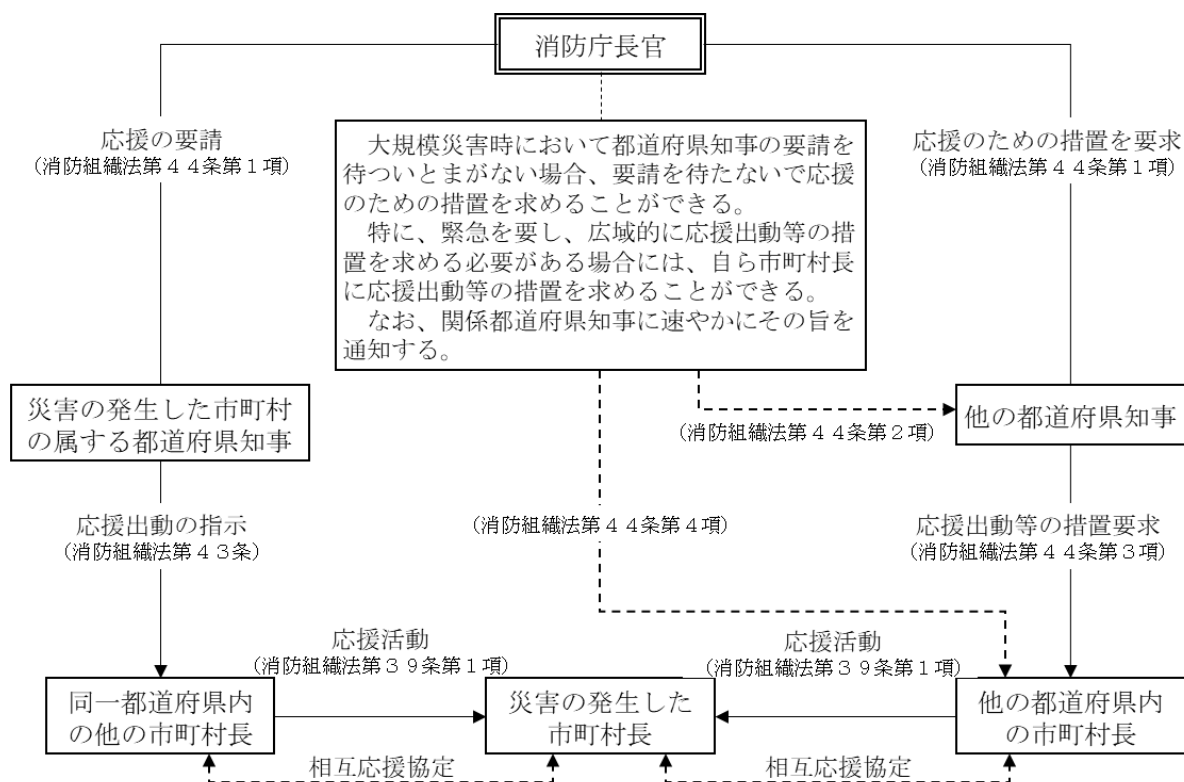 消防庁長官
応援の要請
(消防組織法第４４条第１項)
大規模災害時において都道府県知事の要請を
待ついとまがない場合、要請を待たないで応援
のための措置を求めることができる。
特に、緊急を要し、広域的に応援出動等の措
置を求める必要がある場合には、自ら市町村長
に応援出動等の措置を求めることができる。
なお、関係都道府県知事に速やかにその旨を
通知する。
応援のための措置を要求
(消防組織法第４４条第１項)
災害の発生した市町村
の属する都道府県知事
(消防組織法第４４条第２項)
他の都道府県知事
応援出動の指示
(消防組織法第４３条)
(消防組織法第４４条第４項)
応援出動等の措置要求
(消防組織法第４４条第３項)
応援活動
(消防組織法第３９条第１項)
応援活動
(消防組織法第３９条第１項)
同一都道府県内
の他の市町村長
災害の発生した
市町村長
他の都道府県内
の市町村長
相互応援協定
相互応援協定